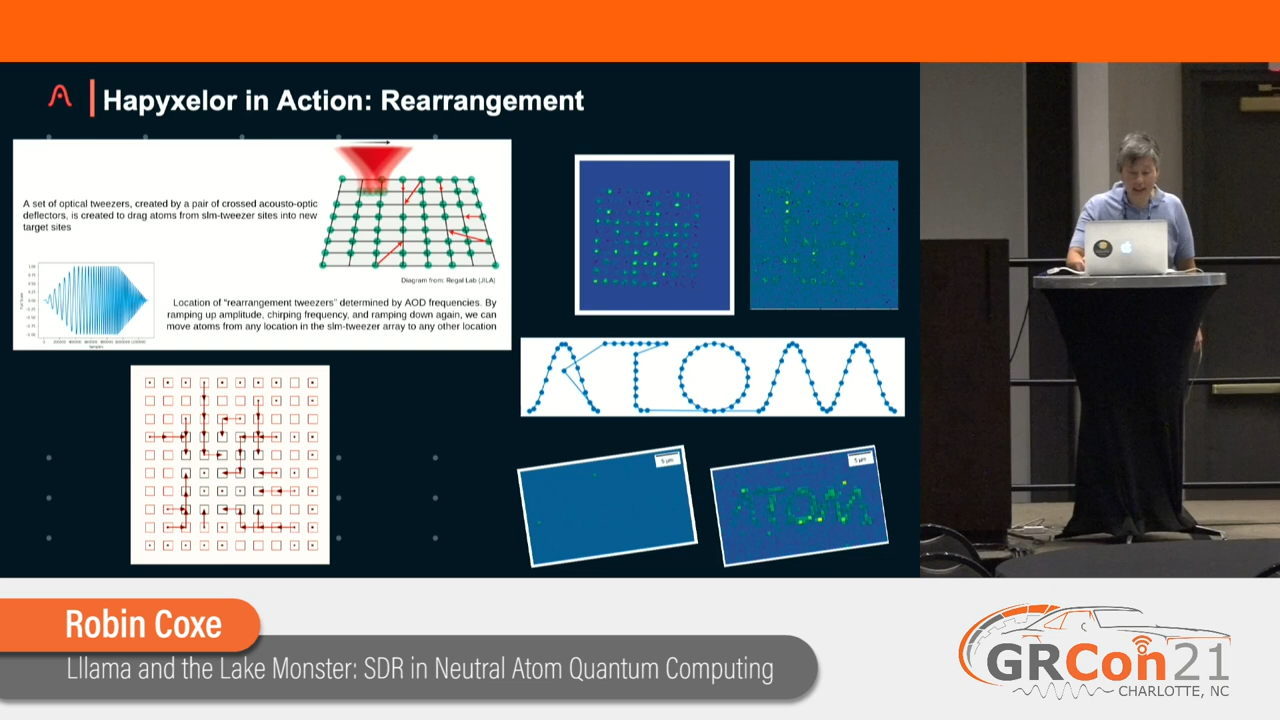 Hapyxelor in Action: Rearrangement
A set of optical tweezers, created by a pair of crossed acousto-optic
deflectors, is created to drag atoms from slm-tweezer sites into new
target sites
Diagram from: Regal Lab (JILA)
Location of "rearrangement tweezers" determined by AOD frequencies. By
ramping up amplitude, chirping frequency, and ramping down again, we can
move atoms from any location in the slm-tweezer array to any other location
ATOM
5 μm
5 μm
ATOM
Robin Coxe
Lllama and the Lake Monster: SDR in Neutral Atom Quantum Computing
GRCon21
CHARLOTTE, NC